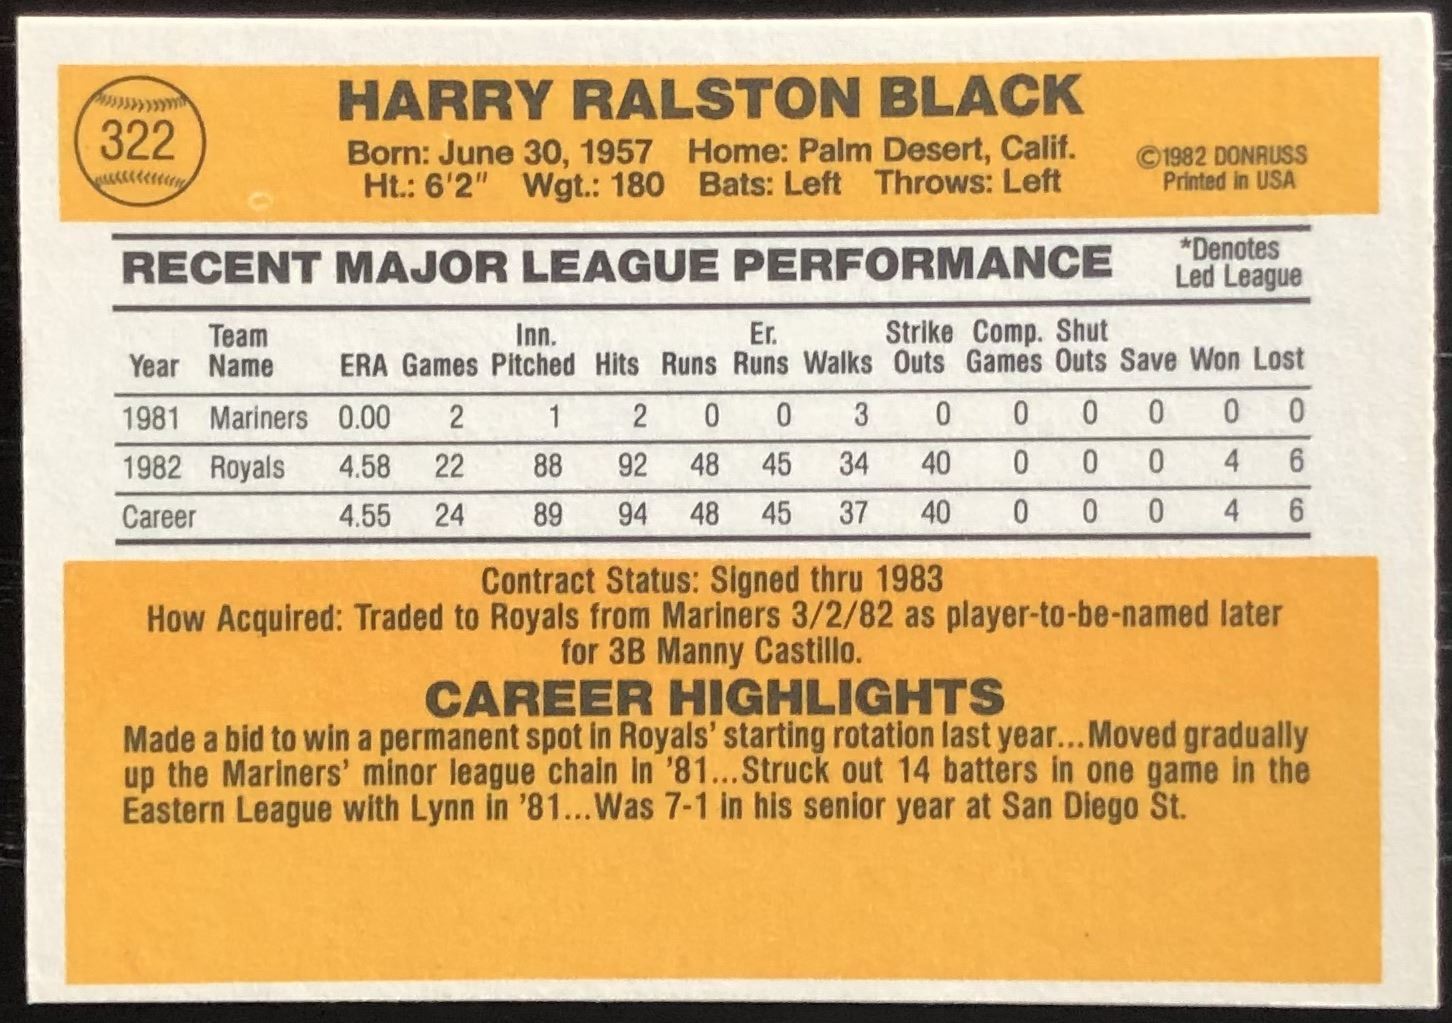 322
HARRY RALSTON BLACK
Born: June 30, 1957 Home: Palm Desert, Calif.
Ht.: 6'2" Wgt.: 180 Bats: Left Throws: Left
©1982 DONRUSS
Printed in USA
RECENT MAJOR LEAGUE PERFORMANCE
*Denotes
Led League
Year Team Name ERA Games Inn. Pitched Hits Runs Er. Runs Walks Strike Outs Comp. Games Shut Outs Save Won Lost
1981 Mariners 0.00 2 1 2 0 0 3 0 0 0 0 0 0
1982 Royals 4.58 22 88 92 48 45 34 40 0 0 0 4 6
Career 4.55 24 89 94 48 45 37 40 0 0 0 4 6
Contract Status: Signed thru 1983
How Acquired: Traded to Royals from Mariners 3/2/82 as player-to-be-named later
for 3B Manny Castillo.
CAREER HIGHLIGHTS
Made a bid to win a permanent spot in Royals' starting rotation last year...Moved gradually
up the Mariners' minor league chain in '81...Struck out 14 batters in one game in the
Eastern League with Lynn in '81...Was 7-1 in his senior year at San Diego St.